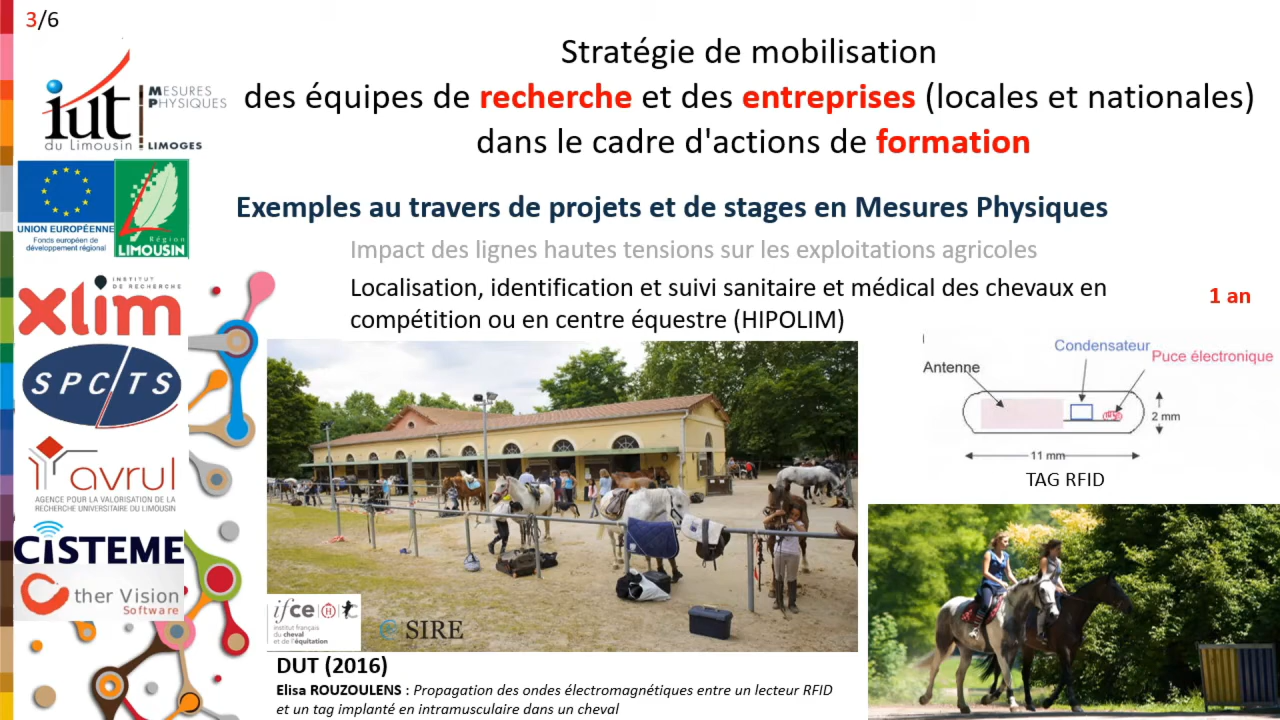 3/6
Stratégie de mobilisation
des équipes de recherche et des entreprises (locales et nationales)
dans le cadre d'actions de formation
iut
du Limousin
MESURES
PHYSIQUES
LIMOGES
UNION EUROPÉENNE
Fonds européen de
développement régional
Région
LIMOUSIN
Exemples au travers de projets et de stages en Mesures Physiques
Impact des lignes hautes tensions sur les exploitations agricoles
Localisation, identification et suivi sanitaire et médical des chevaux en
compétition ou en centre équestre (HIPOLIM)
1 an
INSTITUT
DE RECHERCHE
xlim
SPCTS
avrul
AGENCE POUR LA VALORISATION DE LA
RECHERCHE UNIVERSITAIRE DU LIMOUSIN
CISTEME
Other Vision
Software
Antenne
Condensateur
Puce électronique
2 mm
11 mm
TAG RFID
ifce
institut français
du cheval
et de l'équitation
SIRE
DUT (2016)
Elisa ROUZOULENS : Propagation des ondes électromagnétiques entre un lecteur RFID
et un tag implanté en intramusculaire dans un cheval